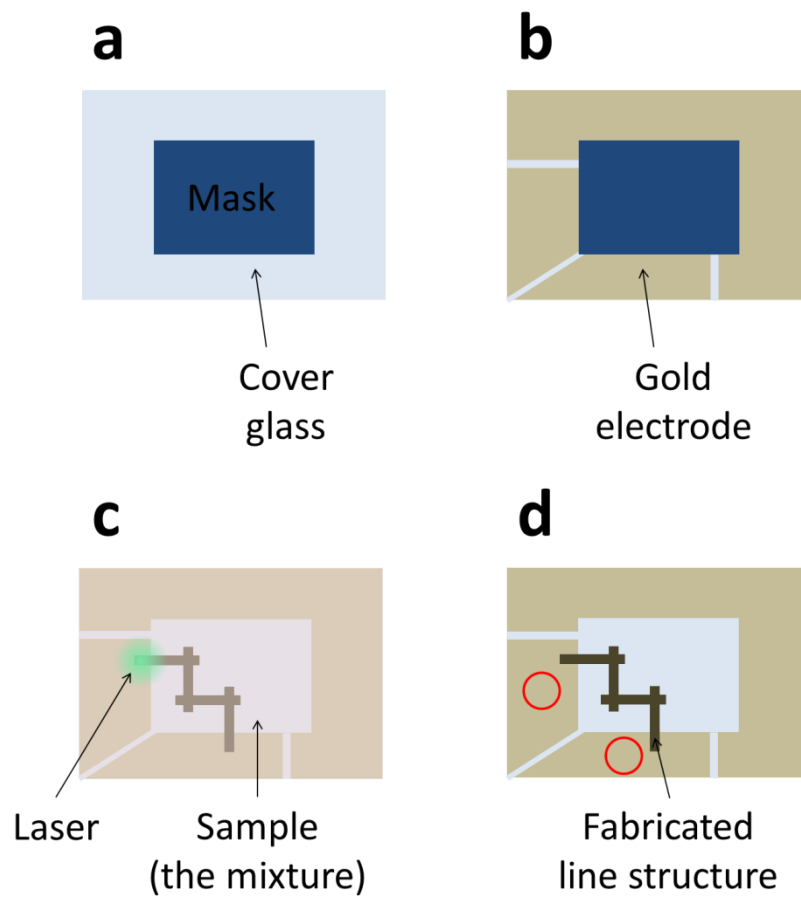 a
b
Mask
Cover
glass
Gold
electrode
c
d
Laser
Sample
(the mixture)
Fabricated
line structure